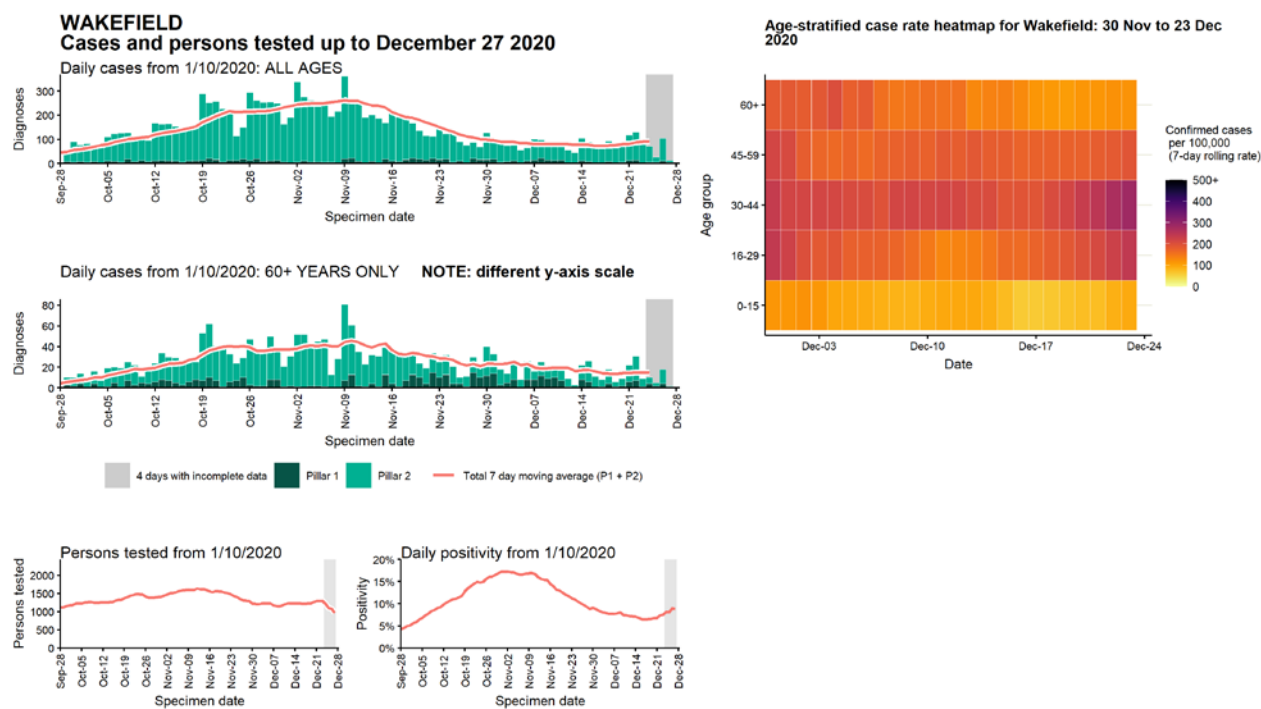 WAKEFIELD
Cases and persons tested up to December 27 2020
Daily cases from 1/10/2020: ALL AGES
Diagnoses
300
200
100
0
Sep-28
Oct-05
Oct-12
Oct-19
Oct-26
Nov-02
Nov-09
Nov-16
Nov-23
Nov-30
Dec-07
Dec-14
Dec-21
Dec-28
Specimen date
Daily cases from 1/10/2020: 60+ YEARS ONLY NOTE: different y-axis scale
Diagnoses
80
60
40
20
0
Sep-28
Oct-05
Oct-12
Oct-19
Oct-26
Nov-02
Nov-09
Nov-16
Nov-23
Nov-30
Dec-07
Dec-14
Dec-21
Dec-28
Specimen date
4 days with incomplete data Pillar 1 Pillar 2 Total 7 day moving average (P1 + P2)
Persons tested from 1/10/2020
Persons tested
2000
1500
1000
500
0
Sep-28
Oct-05
Oct-12
Oct-19
Oct-26
Nov-02
Nov-09
Nov-16
Nov-23
Nov-30
Dec-07
Dec-14
Dec-21
Dec-28
Specimen date
Daily positivity from 1/10/2020
Positivity
20%
15%
10%
5%
0%
Sep-28
Oct-05
Oct-12
Oct-19
Oct-26
Nov-02
Nov-09
Nov-16
Nov-23
Nov-30
Dec-07
Dec-14
Dec-21
Dec-28
Specimen date
Age-stratified case rate heatmap for Wakefield: 30 Nov to 23 Dec
2020
Age group
60+
45-59
30-44
16-29
0-15
Dec-03 Dec-10 Dec-17 Dec-24
Date
Confirmed cases
per 100,000
(7-day rolling rate)
500+
400
300
200
100
0